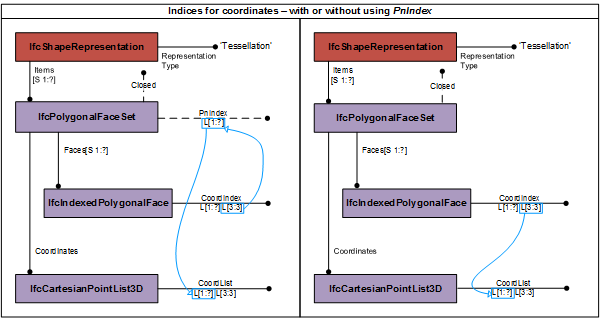 Indices for coordinates – with or without using PnIndex
IfcShapeRepresentation
'Tessellation'
Representation
Type
Items
[S 1:?]
Closed
IfcPolygonalFaceSet
PnIndex
L[1:?]
Faces[S 1:?]
IfcIndexedPolygonalFace
CoordIndex
L[1:?] L[3:3]
Coordinates
IfcCartesianPointList3D
CoordList
L[1:?] L[3:3]
IfcShapeRepresentation
'Tessellation'
Representation
Type
Items
[S 1:?]
Closed
IfcPolygonalFaceSet
Faces[S 1:?]
IfcIndexedPolygonalFace
CoordIndex
L[1:?] L[3:3]
Coordinates
IfcCartesianPointList3D
CoordList
L[1:?] L[3:3]